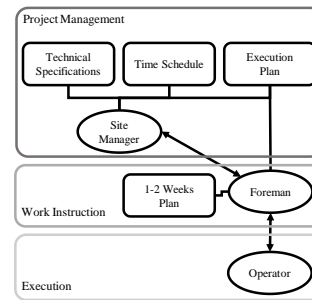 Project Management
Technical
Specifications
Time Schedule
Execution
Plan
Site
Manager
1-2 Weeks
Plan
Foreman
Work Instruction
Operator
Execution